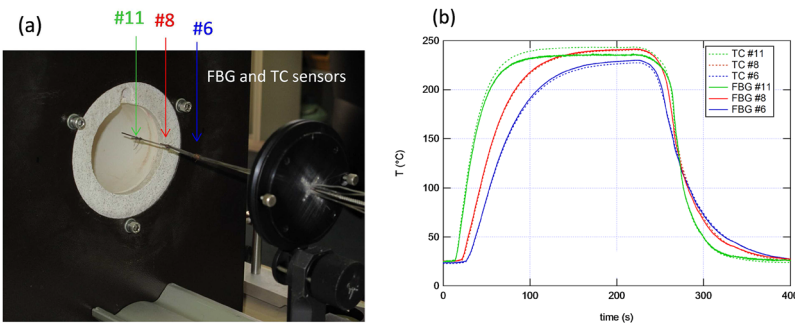 (a)
#11 #8 #6
FBG and TC sensors
(b)
250
200
150
100
50
0
T (°C)
0 100 200 300 400
time (s)
TC #11
TC #8
TC #6
FBG #11
FBG #8
FBG #6